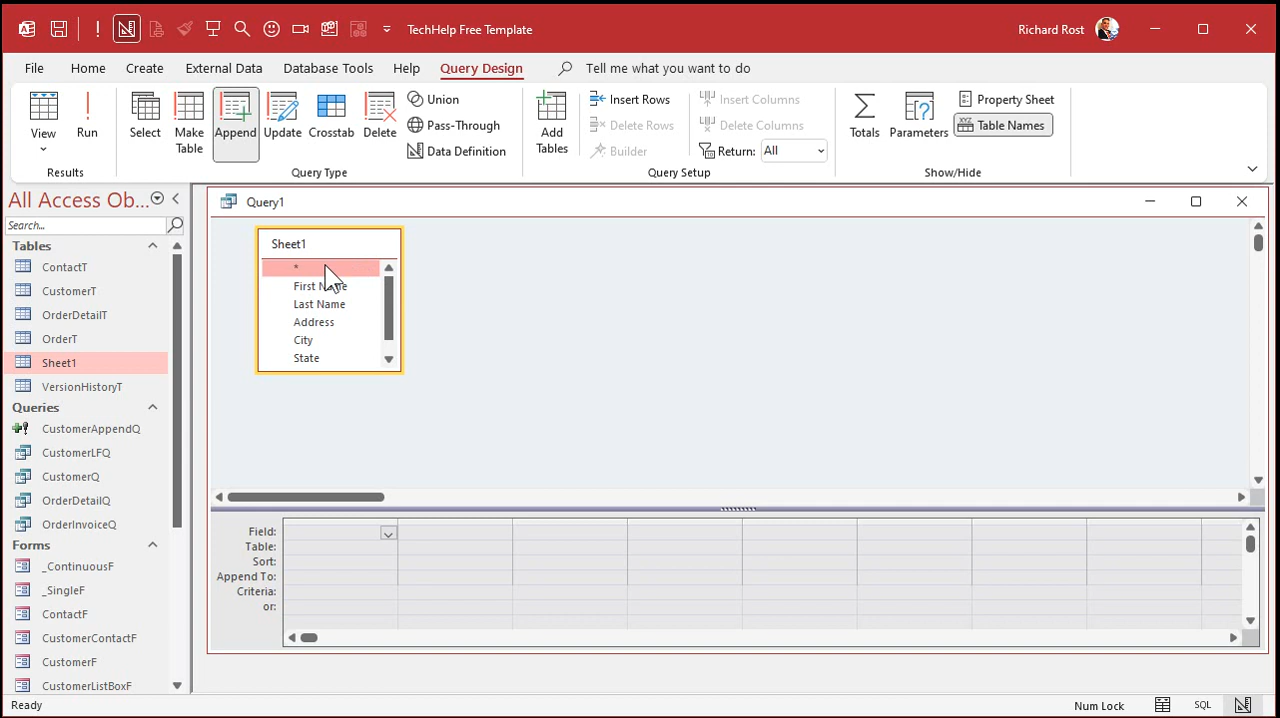 TechHelp Free Template
Richard Rost
File Home Create External Data Database Tools Help Query Design Tell me what you want to do
View
Run
Results
Select
Make Table
Append
Update
Crosstab
Delete
Union
Pass-Through
Data Definition
Query Type
Add Tables
Insert Rows
Delete Rows
Builder
Insert Columns
Delete Columns
Return: All
Query Setup
Totals
Parameters
Property Sheet
XYZ Table Names
Show/Hide
All Access Ob...
Search...
Tables
ContactT
CustomerT
OrderDetailT
OrderT
Sheet1
VersionHistoryT
Queries
CustomerAppendQ
CustomerLFQ
CustomerQ
OrderDetailQ
OrderInvoiceQ
Forms
_ContinuousF
_SingleF
ContactF
CustomerContactF
CustomerF
CustomerListBoxF
Query1
Sheet1
*
First Name
Last Name
Address
City
State
Field:
Table:
Sort:
Append To:
Criteria:
or:
Ready
Num Lock
SQL